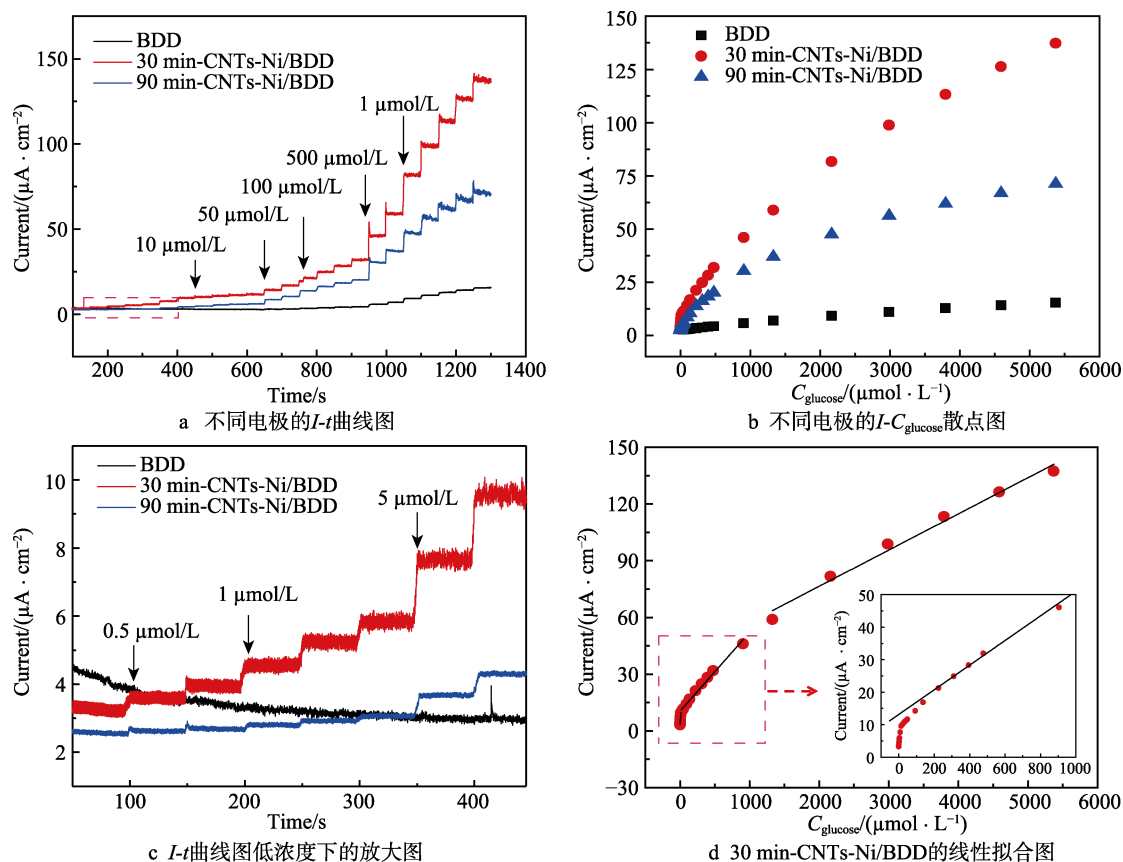 BDD
30 min-CNTs-Ni/BDD
90 min-CNTs-Ni/BDD
1 μmol/L
500 μmol/L
100 μmol/L
50 μmol/L
10 μmol/L
150
100
50
0
Current/(μA · cm⁻²)
200 400 600 800 1000 1200 1400
Time/s
a 不同电极的I-t曲线图
BDD
30 min-CNTs-Ni/BDD
90 min-CNTs-Ni/BDD
150
125
100
75
50
25
0
Current/(μA · cm⁻²)
0 1000 2000 3000 4000 5000 6000
Cglucose/(μmol · L⁻¹)
b 不同电极的I-Cglucose散点图
BDD
30 min-CNTs-Ni/BDD
90 min-CNTs-Ni/BDD
5 μmol/L
1 μmol/L
0.5 μmol/L
10
8
6
4
2
Current/(μA · cm⁻²)
100 200 300 400
Time/s
c I-t曲线图低浓度下的放大图
150
120
90
60
30
0
−30
Current/(μA · cm⁻²)
50
40
30
20
10
0
Current/(μA · cm⁻²)
0 200 400 600 800 1000
0 1000 2000 3000 4000 5000 6000
Cglucose/(μmol · L⁻¹)
d 30 min-CNTs-Ni/BDD的线性拟合图